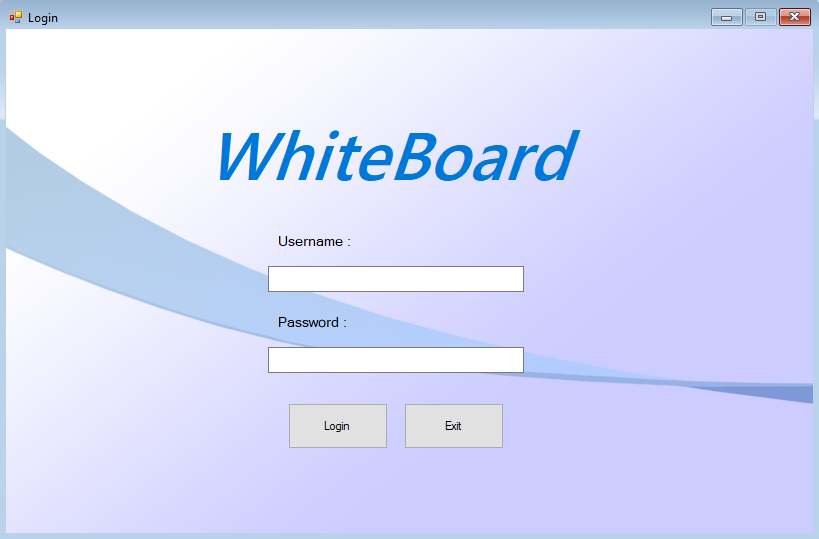 Login
WhiteBoard
Username :
Password :
Login
Exit